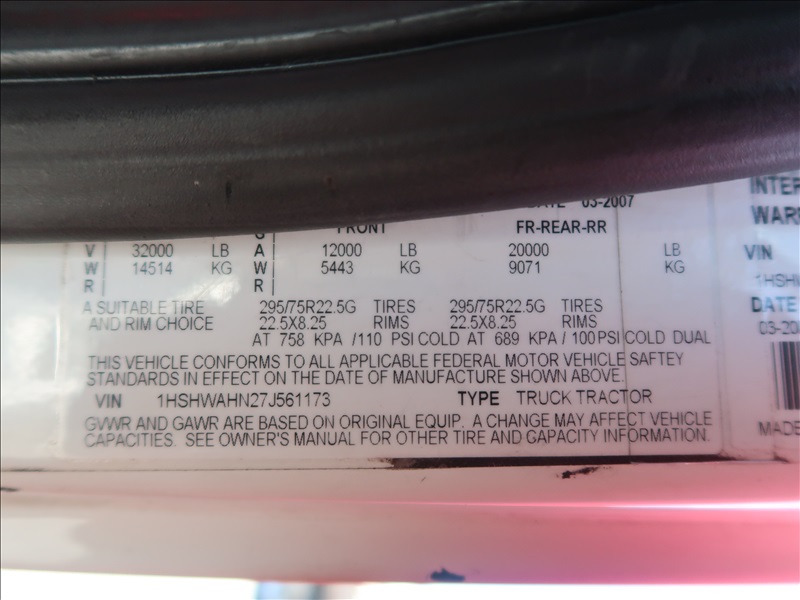 DATE 03-2007
FRONT FR-REAR-RR
V 32000 LB A 12000 LB 20000 LB
W 14514 KG W 5443 KG 9071 KG
R R
A SUITABLE TIRE 295/75R22.5G TIRES 295/75R22.5G TIRES
AND RIM CHOICE 22.5X8.25 RIMS 22.5X8.25 RIMS
AT 758 KPA /110 PSI COLD AT 689 KPA / 100 PSI COLD DUAL
THIS VEHICLE CONFORMS TO ALL APPLICABLE FEDERAL MOTOR VEHICLE SAFTEY
STANDARDS IN EFFECT ON THE DATE OF MANUFACTURE SHOWN ABOVE.
VIN 1HSHWAHN27J561173 TYPE TRUCK TRACTOR
GVWR AND GAWR ARE BASED ON ORIGINAL EQUIP. A CHANGE MAY AFFECT VEHICLE
CAPACITIES. SEE OWNER'S MANUAL FOR OTHER TIRE AND CAPACITY INFORMATION.
INTER
WARR
VIN
1HSHW
DATE
03-200
MADE